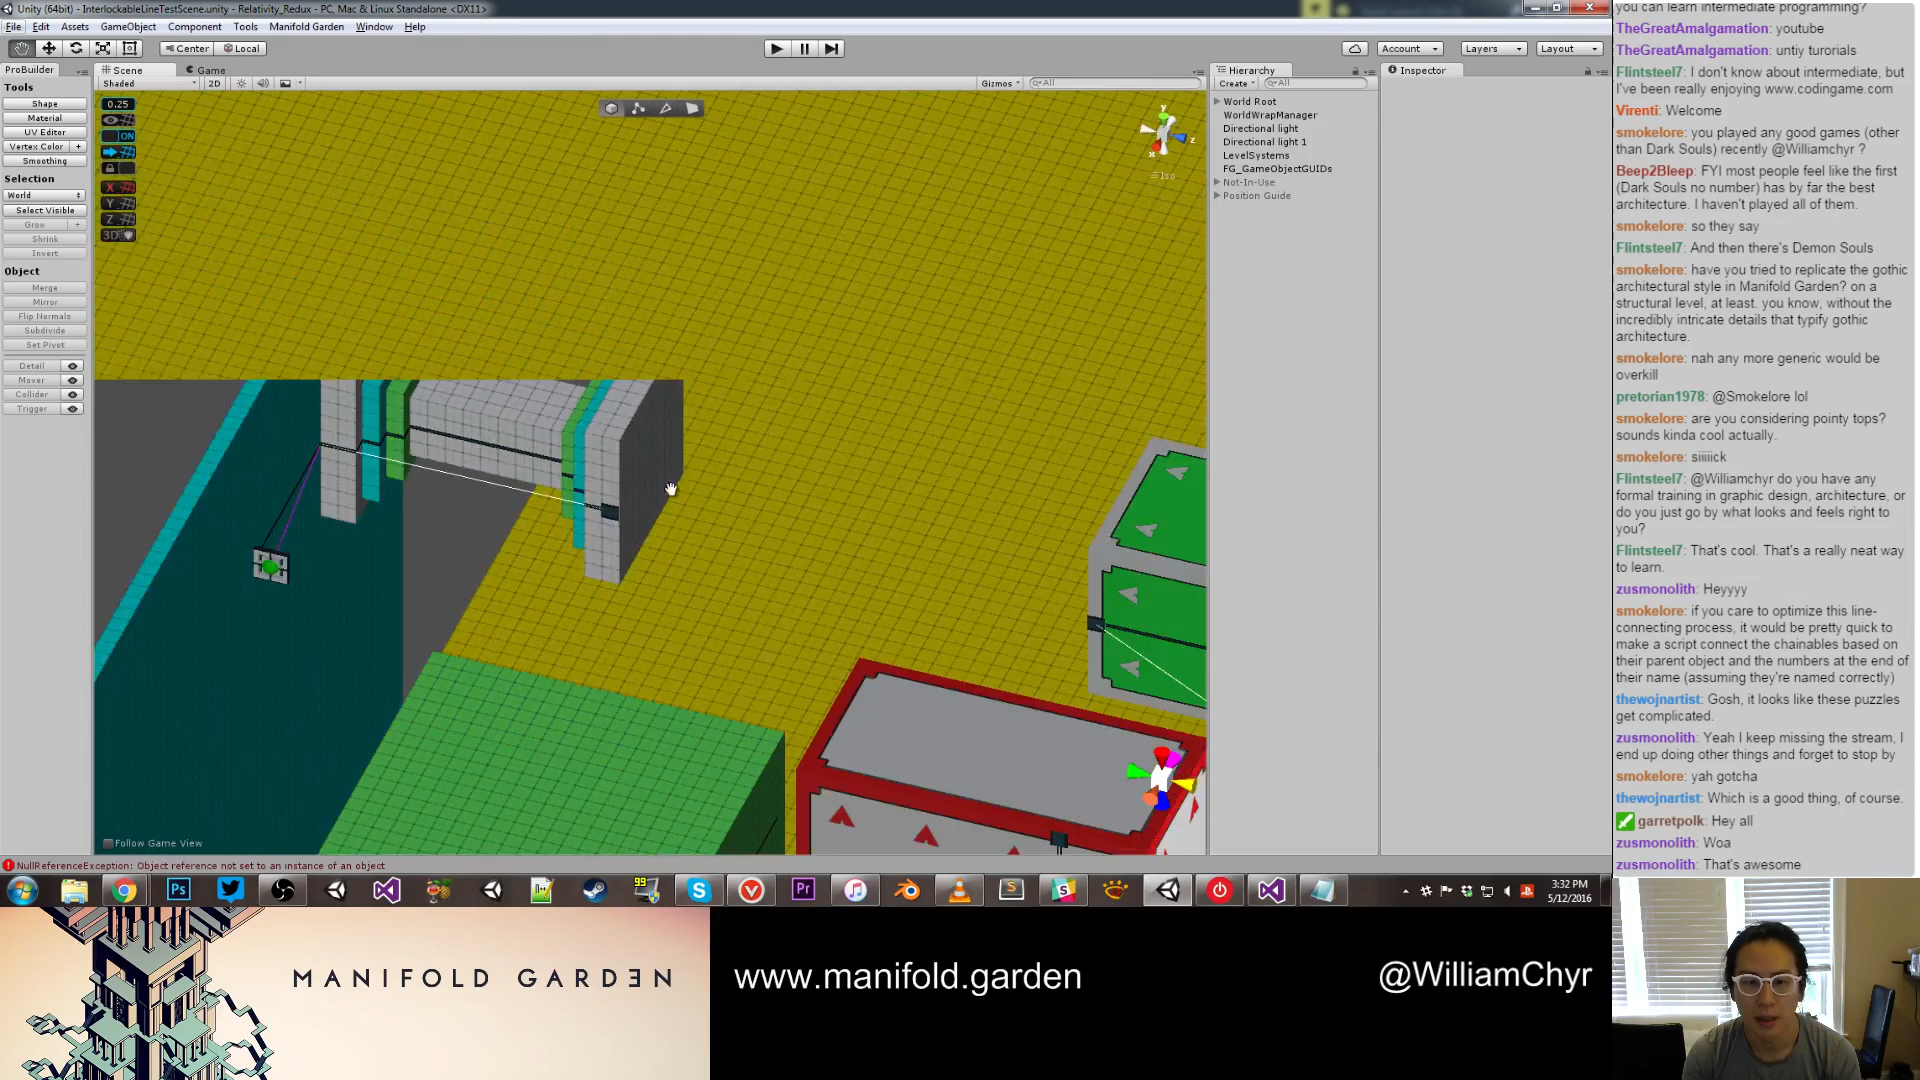 Unity (64bit) - InterlockableLineTestScene.unity - Relativity_Redux - PC, Mac & Linux Standalone <DX11>
File Edit Assets GameObject Component Tools Manifold Garden Window Help
Center Local
Account Layers Layout
ProBuilder
Tools
Shape
Material
UV Editor
Vertex Color +
Smoothing
Selection
World
Select Visible
Grow +
Shrink
Invert
Object
Merge
Mirror
Flip Normals
Subdivide
Set Pivot
Detail
Mover
Collider
Trigger
Scene Game
Shaded 2D Gizmos All
0.25
ON
X
Y
Z
3D
y
z
x
Iso
Follow Game View
Hierarchy
Create All
World Root
WorldWrapManager
Directional light
Directional light 1
LevelSystems
FG_GameObjectGUIDs
Not-In-Use
Position Guide
Inspector
NullReferenceException: Object reference not set to an instance of an object
99
3:32 PM
5/12/2016
you can learn intermediate programming?
TheGreatAmalgamation: youtube
TheGreatAmalgamation: untiy turorials
Flintsteel7: I don't know about intermediate, but
I've been really enjoying www.codingame.com
Virenti: Welcome
smokelore: you played any good games (other
than Dark Souls) recently @Williamchyr ?
Beep2Bleep: FYI most people feel like the first
(Dark Souls no number) has by far the best
architecture. I haven't played all of them.
smokelore: so they say
Flintsteel7: And then there's Demon Souls
smokelore: have you tried to replicate the gothic
architectural style in Manifold Garden? on a
structural level, at least. you know, without the
incredibly intricate details that typify gothic
architecture.
smokelore: nah any more generic would be
overkill
pretorian1978: @Smokelore lol
smokelore: are you considering pointy tops?
sounds kinda cool actually.
smokelore: siiiiick
Flintsteel7: @Williamchyr do you have any
formal training in graphic design, architecture, or
do you just go by what looks and feels right to
you?
Flintsteel7: That's cool. That's a really neat way
to learn.
zusmonolith: Heyyyy
smokelore: if you care to optimize this line-
connecting process, it would be pretty quick to
make a script connect the chainables based on
their parent object and the numbers at the end of
their name (assuming they're named correctly)
thewojnartist: Gosh, it looks like these puzzles
get complicated.
zusmonolith: Yeah I keep missing the stream, I
end up doing other things and forget to stop by
smokelore: yah gotcha
thewojnartist: Which is a good thing, of course.
garretpolk: Hey all
zusmonolith: Woa
zusmonolith: That's awesome
MANIFOLD GARDƎN
www.manifold.garden
@WilliamChyr